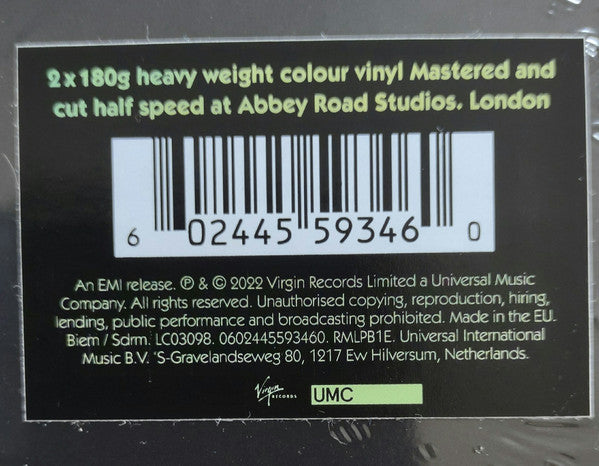 2 x 180g heavy weight colour vinyl Mastered and
cut half speed at Abbey Road Studios. London
6 02445 59346 0
An EMI release. ℗ & © 2022 Virgin Records Limited a Universal Music
Company. All rights reserved. Unauthorised copying, reproduction, hiring,
lending, public performance and broadcasting prohibited. Made in the EU.
Biem / Sdrm. LC03098. 0602445593460. RMLPB1E. Universal International
Music B.V. 'S-Gravelandseweg 80, 1217 Ew Hilversum, Netherlands.
Virgin RECORDS UMC